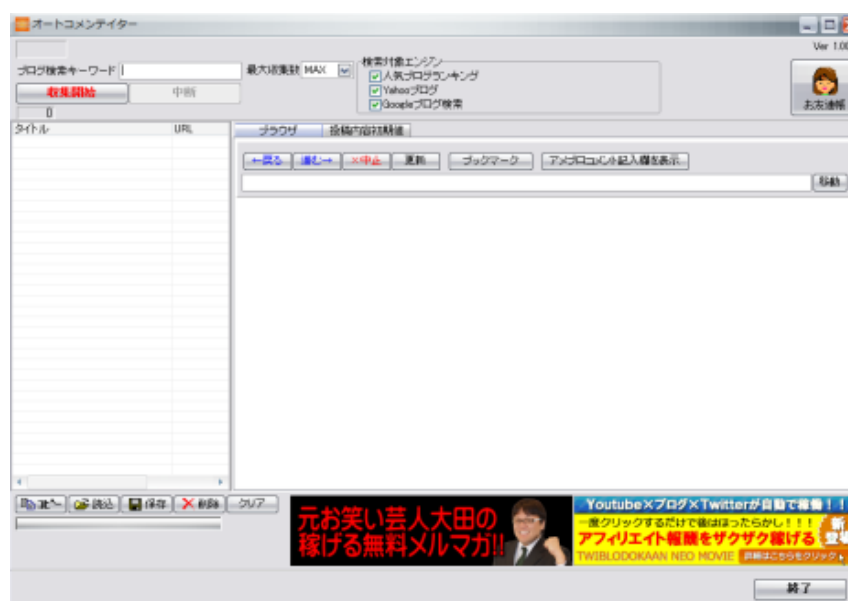 オートコメンテイター
Ver 1.00
ブログ検索キーワード
最大収集数 MAX
検索対象エンジン
人気ブログランキング
Yahooブログ
Googleブログ検索
収集開始 中断
お友達帳
0
タイトル URL
ブラウザ 投稿内容初期値
←戻る 進む→ ×中止 更新 ブックマーク アメブロコメント記入欄を表示
移動
コピー 読込 保存 削除 クリア
元お笑い芸人大田の
稼げる無料メルマガ!!
Youtube×ブログ×Twitterが自動で稼働!!
一度クリックするだけで後はほったらかし!!!
アフィリエイト報酬をザクザク稼げる
新登場
TWIBLODOKAAN NEO MOVIE 詳細はこちらをクリック
終了